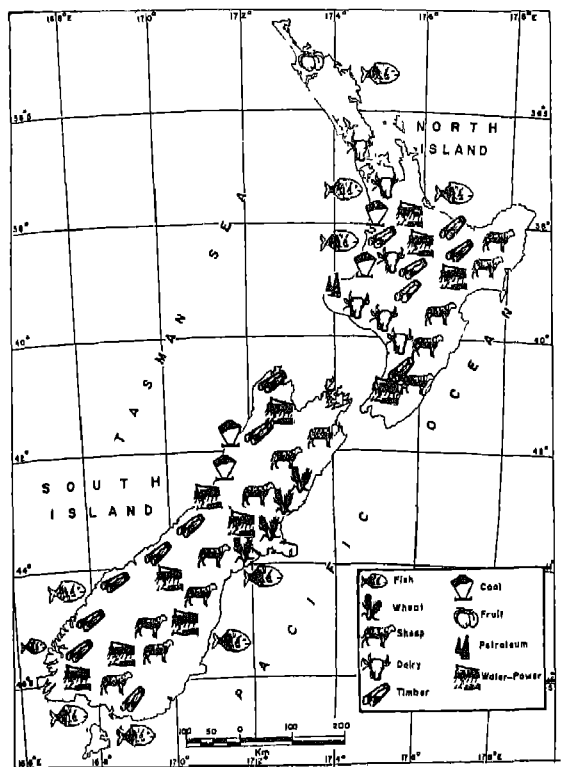 168°E 170° 172° 174° 176° 178°E
36°S 36°S
NORTH
ISLAND
38° 38°
TASMAN SEA
40° 40°
PACIFIC OCEAN
42° 42°
SOUTH
ISLAND
44° 44°
Fish
Wheat
Sheep
Dairy
Timber
Coal
Fruit
Petroleum
Water-Power
46°S
100 50 0 100 200
Km
166°E 168° 170° 172° 176° 178°E